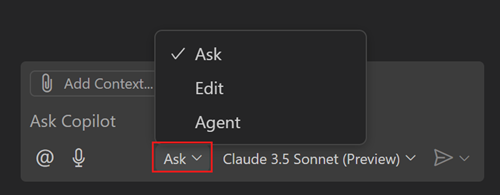 Ask
Edit
Agent
Add Context...
Ask Copilot
@
Ask Claude 3.5 Sonnet (Preview)